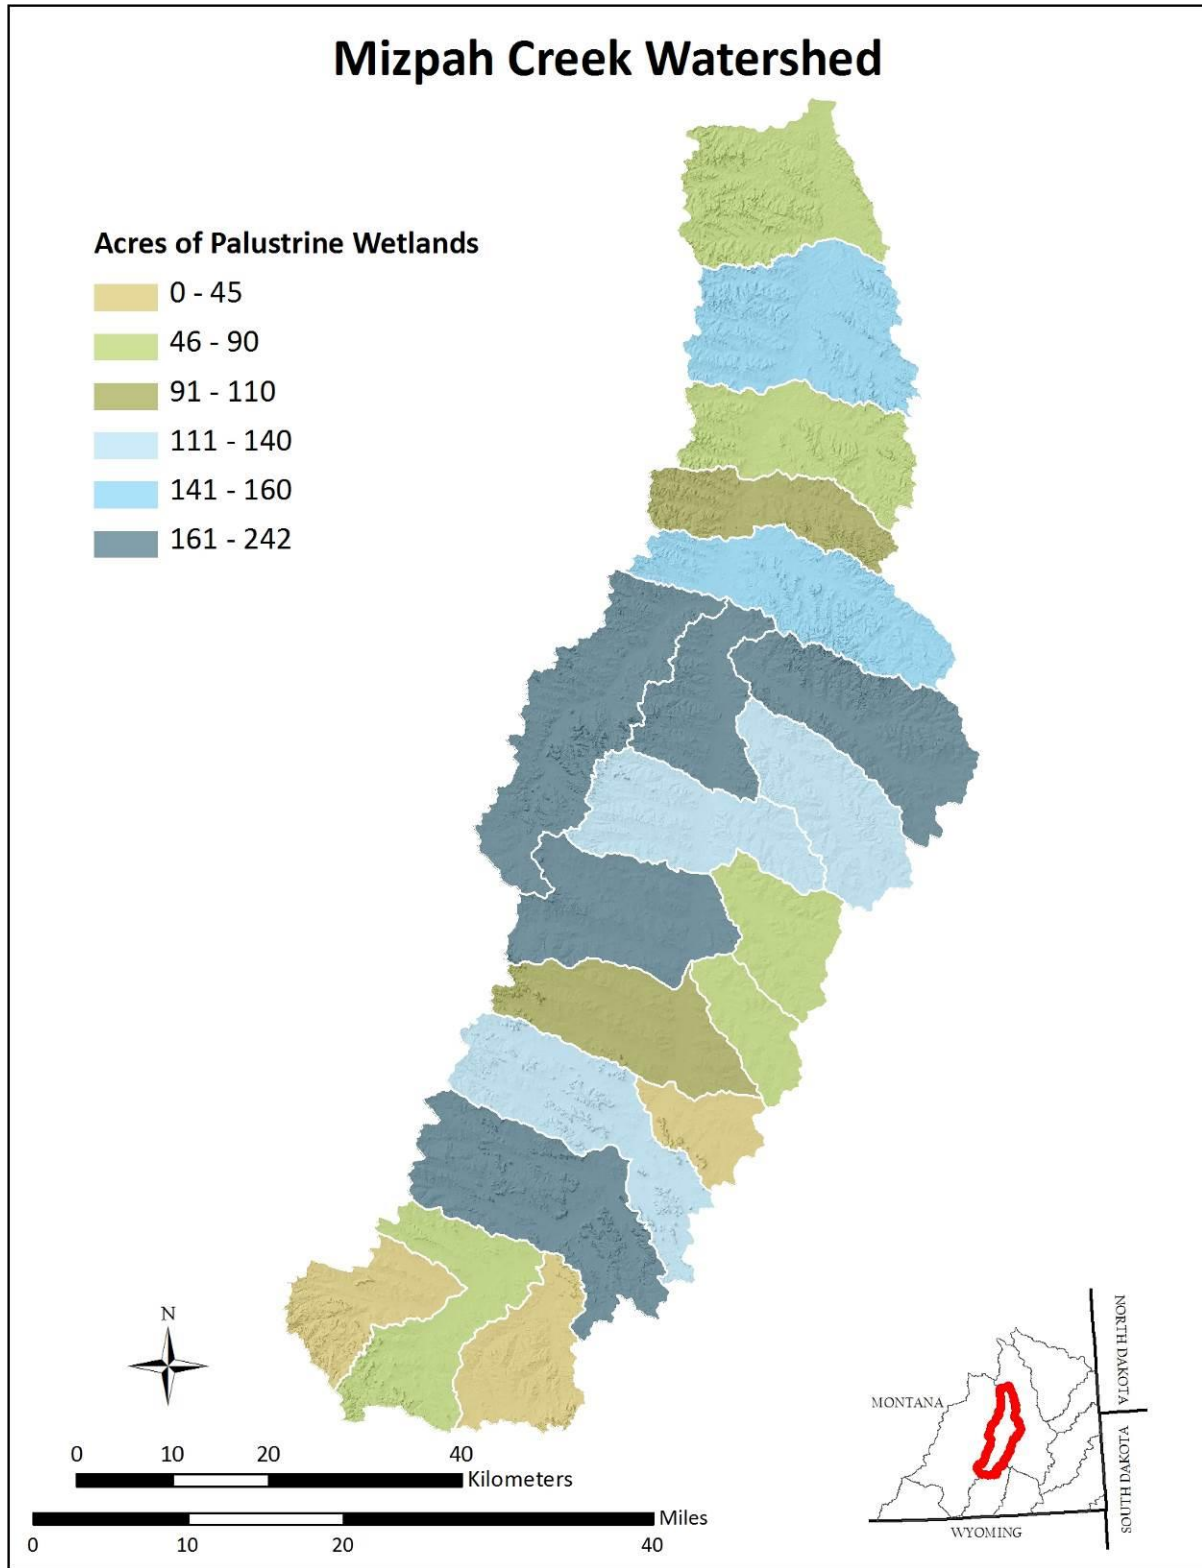 Mizpah Creek Watershed
Acres of Palustrine Wetlands
0 - 45
46 - 90
91 - 110
111 - 140
141 - 160
161 - 242
N
0 10 20 40
Kilometers
Miles
0 10 20 40
MONTANA
NORTH DAKOTA
SOUTH DAKOTA
WYOMING